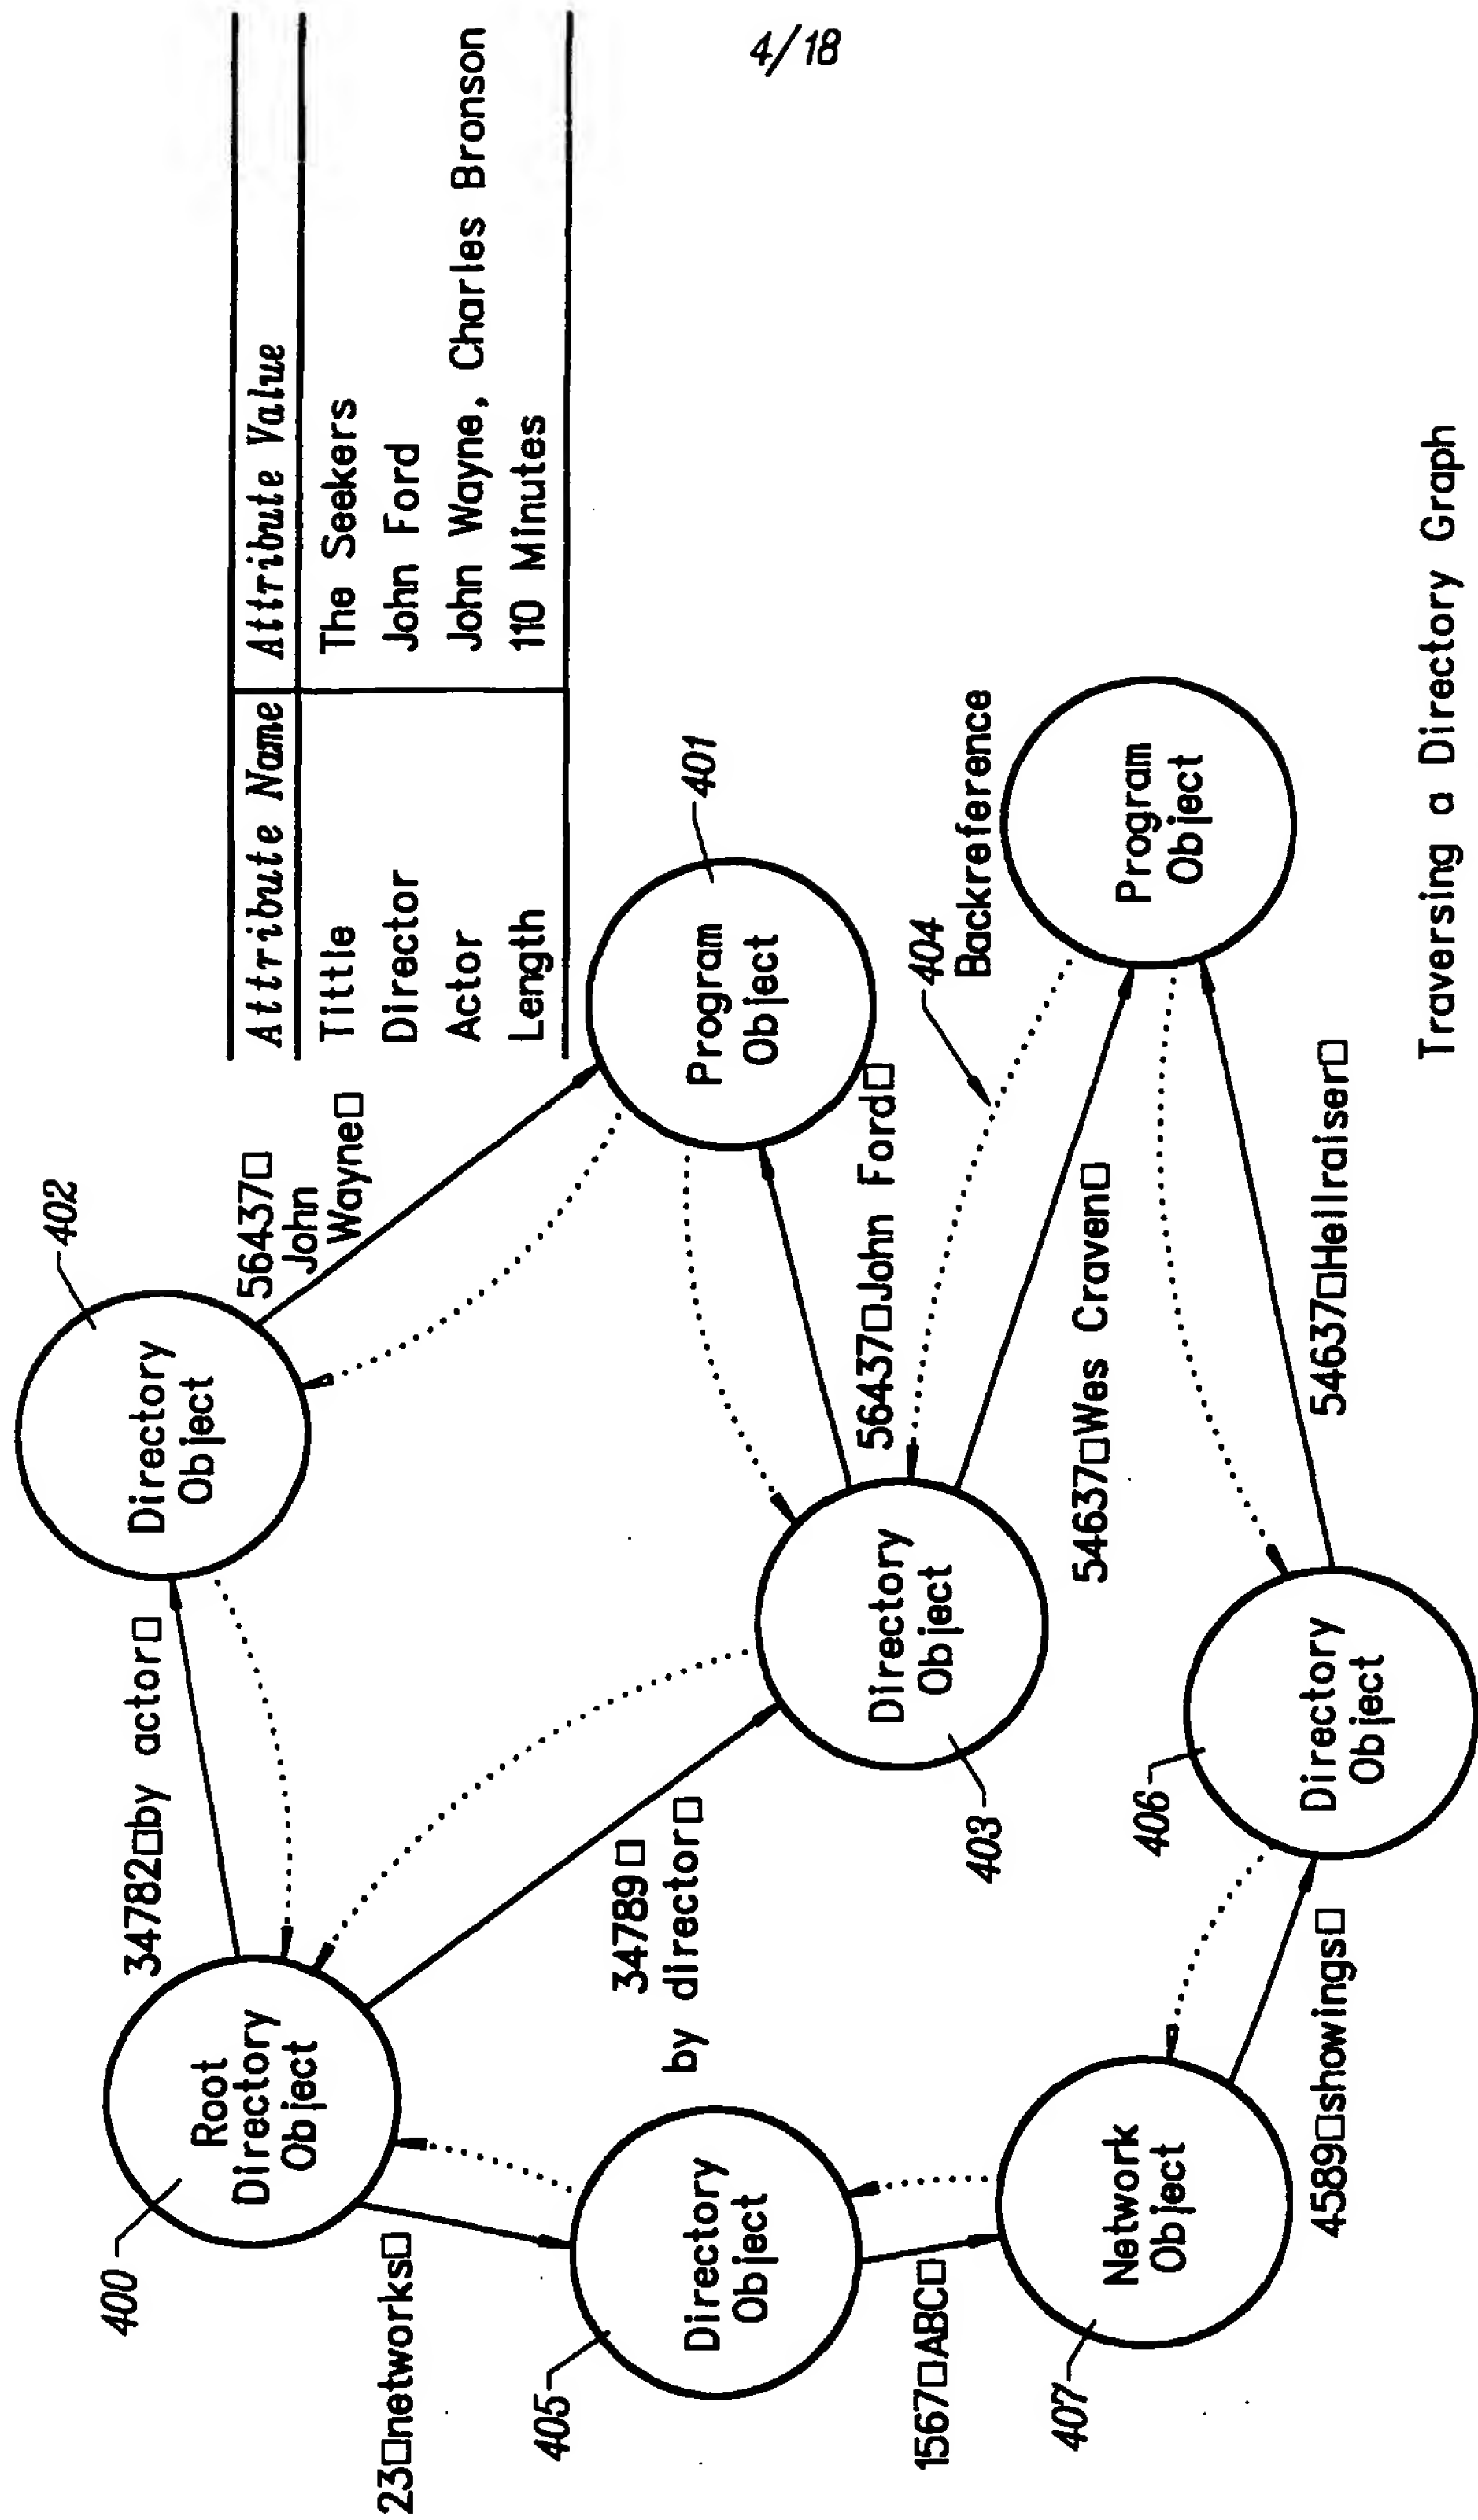 4/18
Attribute Name Attribute Value
Tittle The Seekers
Director John Ford
Actor John Wayne, Charles Bronson
Length 110 Minutes
402
Directory
Object
34782□by actor□
56437□
John
Wayne□
400
Root
Directory
Object
401
Program
Object
23□networks□
34789□
by director□
56437□John Ford□
404
Backreference
405
Directory
Object
403
Directory
Object
54637□Wes Craven□
Program
Object
1567□ABC□
407
Network
Object
406
Directory
Object
4589□showings□
54637□Hellraiser□
Traversing a Directory Graph